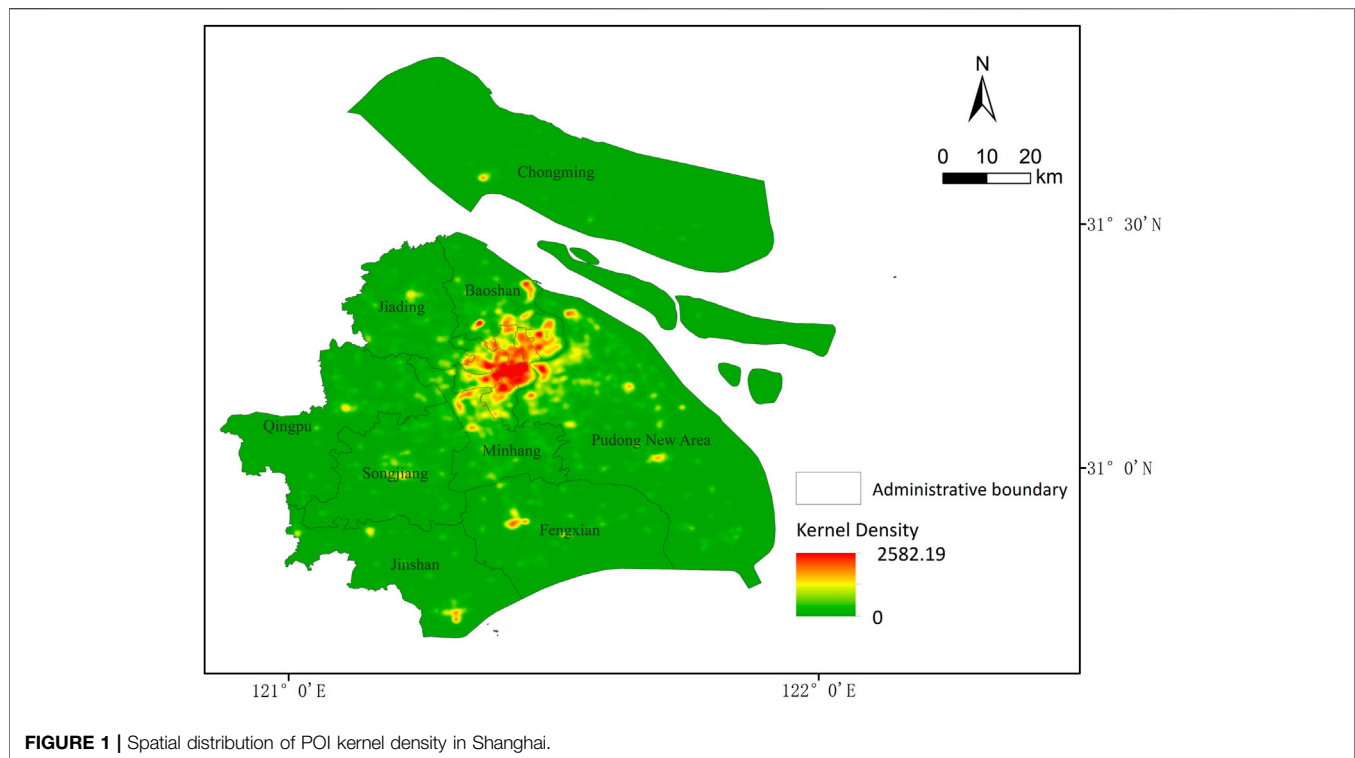 N
0 10 20
km
Chongming
31° 30'N
Baoshan
Jiading
Qingpu
Pudong New Area
Minhang
Songjiang
31° 0'N
Administrative boundary
Fengxian
Kernel Density
2582.19
Jiushan
0
121° 0'E
122° 0'E
FIGURE 1 | Spatial distribution of POI kernel density in Shanghai.